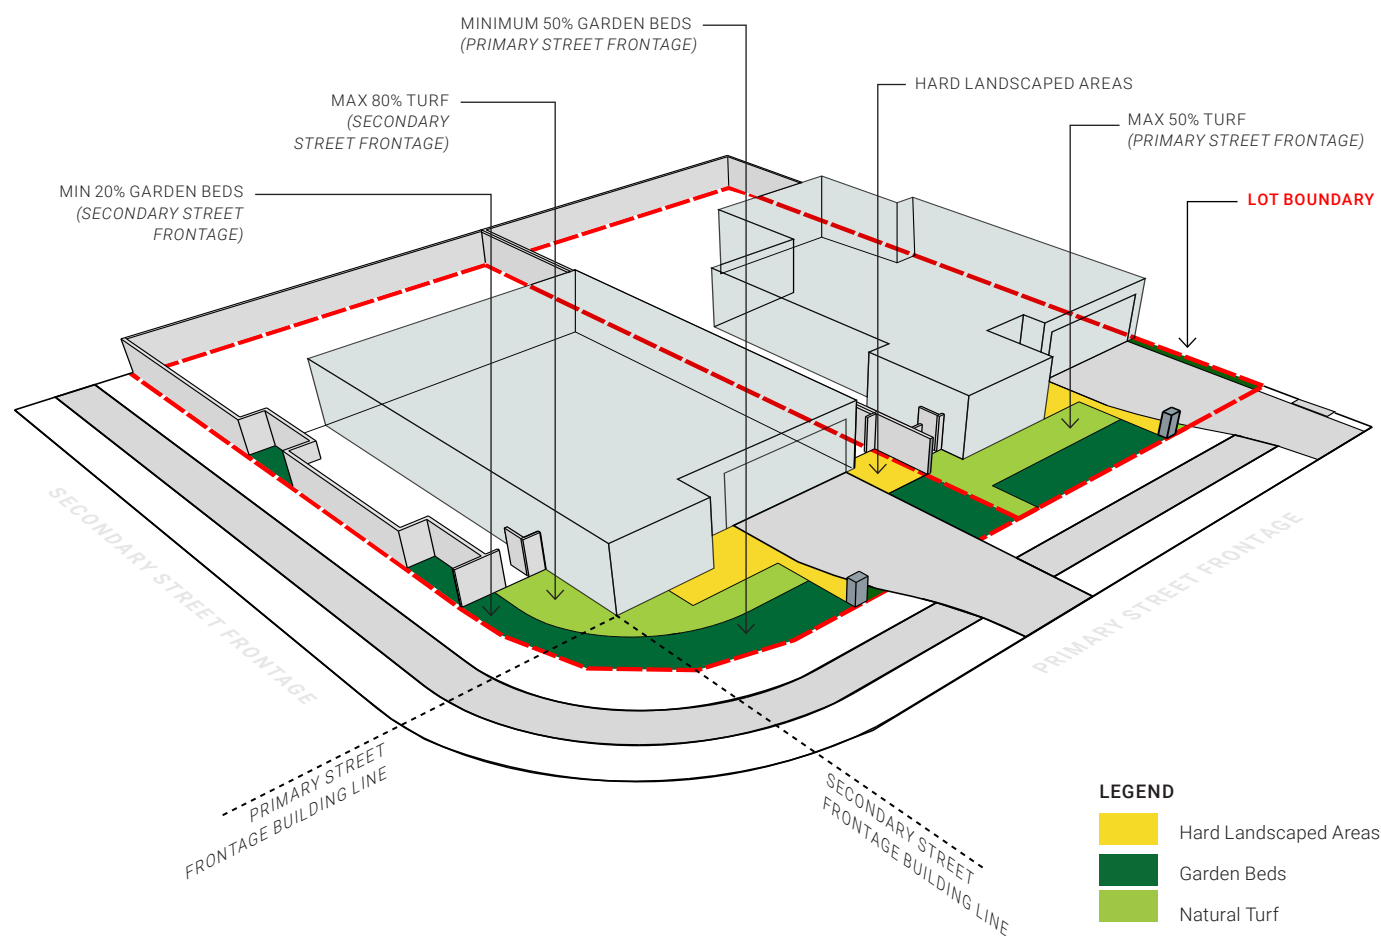 MINIMUM 50% GARDEN BEDS
(PRIMARY STREET FRONTAGE)
HARD LANDSCAPED AREAS
MAX 80% TURF
(SECONDARY
STREET FRONTAGE)
MAX 50% TURF
(PRIMARY STREET FRONTAGE)
MIN 20% GARDEN BEDS
(SECONDARY STREET
FRONTAGE)
LOT BOUNDARY
SECONDARY STREET FRONTAGE
PRIMARY STREET FRONTAGE
PRIMARY STREET
FRONTAGE BUILDING LINE
SECONDARY STREET
FRONTAGE BUILDING LINE
LEGEND
Hard Landscaped Areas
Garden Beds
Natural Turf